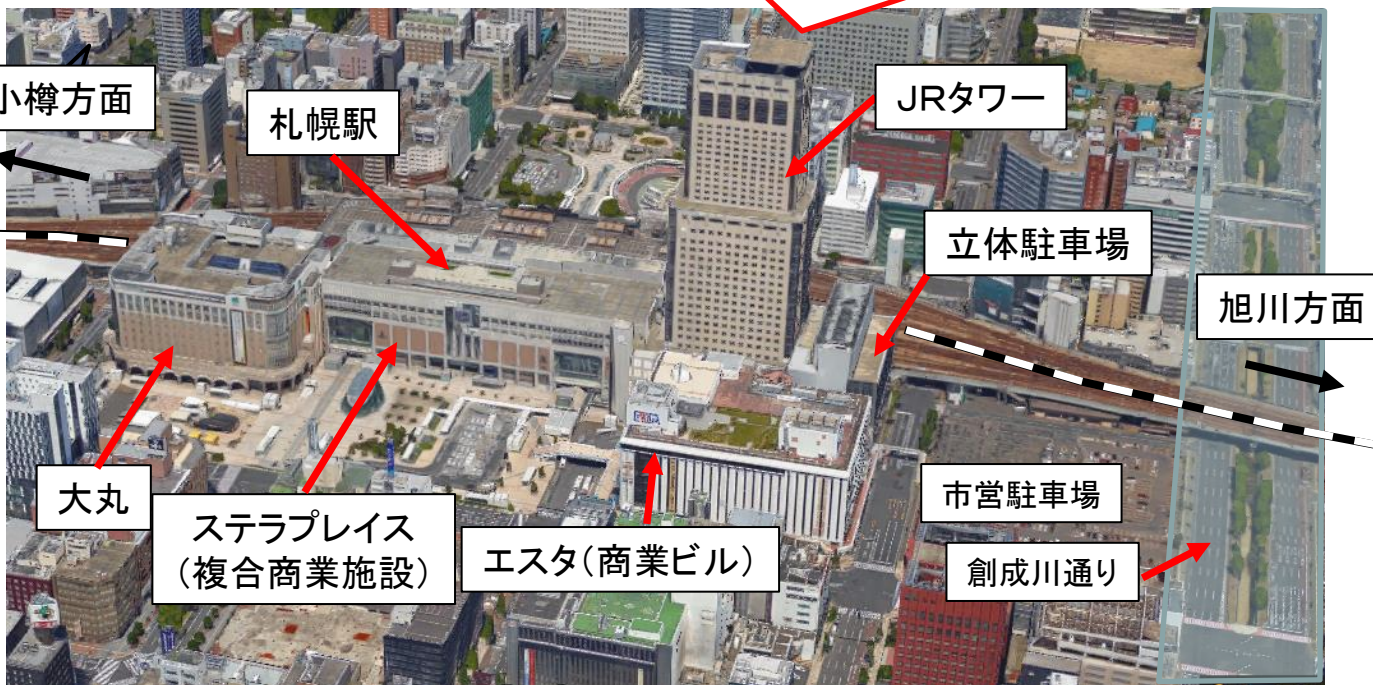 小樽方面
札幌駅
JRタワー
立体駐車場
旭川方面
大丸
ステラプレイス
（複合商業施設）
エスタ（商業ビル）
市営駐車場
創成川通り